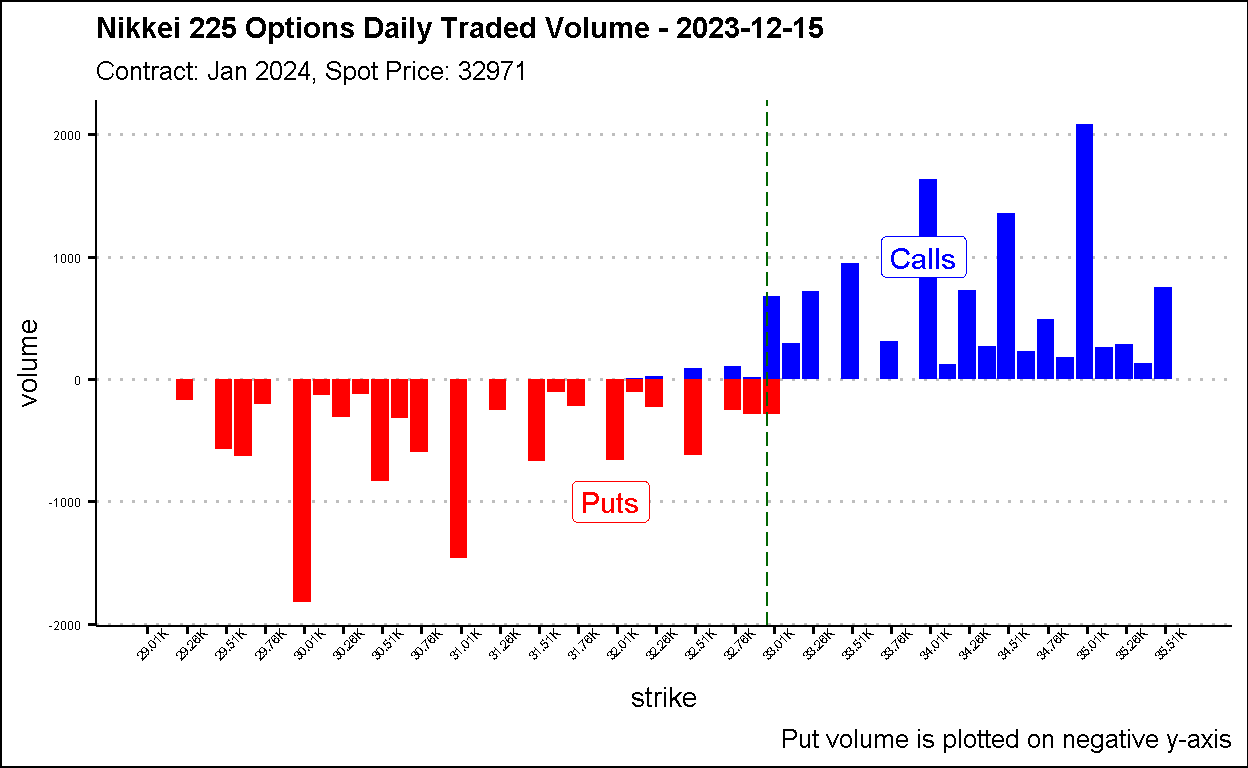 Nikkei 225 Options Daily Traded Volume - 2023-12-15
Contract: Jan 2024, Spot Price: 32971
2000
1000
0
-1000
-2000
volume
Calls
Puts
29.01K 29.26K 29.51K 29.76K 30.01K 30.26K 30.51K 30.76K 31.01K 31.26K 31.51K 31.76K 32.01K 32.26K 32.51K 32.76K 33.01K 33.26K 33.51K 33.76K 34.01K 34.26K 34.51K 34.76K 35.01K 35.26K 35.51K
strike
Put volume is plotted on negative y-axis